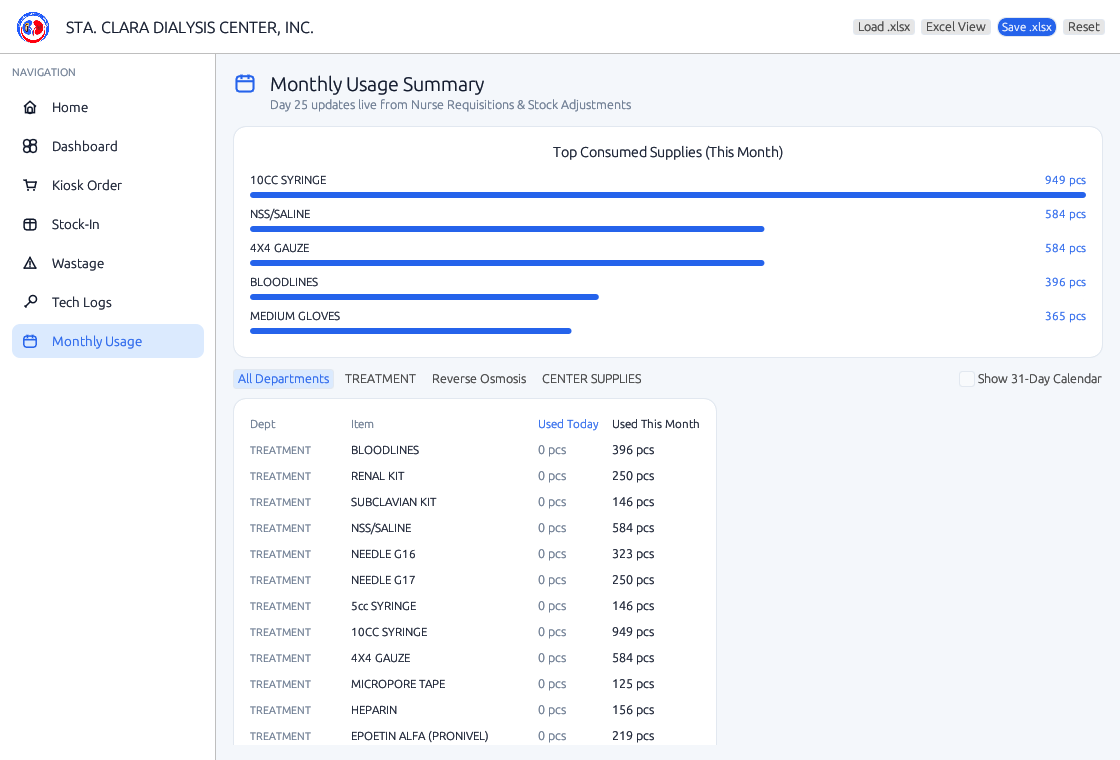 STA. CLARA DIALYSIS CENTER, INC.
Load .xlsx
Excel View
Save .xlsx
Reset
NAVIGATION
Home
Dashboard
Kiosk Order
Stock-In
Wastage
Tech Logs
Monthly Usage
Monthly Usage Summary
Day 25 updates live from Nurse Requisitions & Stock Adjustments
Top Consumed Supplies (This Month)
10CC SYRINGE 949 pcs
NSS/SALINE 584 pcs
4X4 GAUZE 584 pcs
BLOODLINES 396 pcs
MEDIUM GLOVES 365 pcs
All Departments TREATMENT Reverse Osmosis CENTER SUPPLIES Show 31-Day Calendar
Dept Item Used Today Used This Month
TREATMENT BLOODLINES 0 pcs 396 pcs
TREATMENT RENAL KIT 0 pcs 250 pcs
TREATMENT SUBCLAVIAN KIT 0 pcs 146 pcs
TREATMENT NSS/SALINE 0 pcs 584 pcs
TREATMENT NEEDLE G16 0 pcs 323 pcs
TREATMENT NEEDLE G17 0 pcs 250 pcs
TREATMENT 5cc SYRINGE 0 pcs 146 pcs
TREATMENT 10CC SYRINGE 0 pcs 949 pcs
TREATMENT 4X4 GAUZE 0 pcs 584 pcs
TREATMENT MICROPORE TAPE 0 pcs 125 pcs
TREATMENT HEPARIN 0 pcs 156 pcs
TREATMENT EPOETIN ALFA (PRONIVEL) 0 pcs 219 pcs